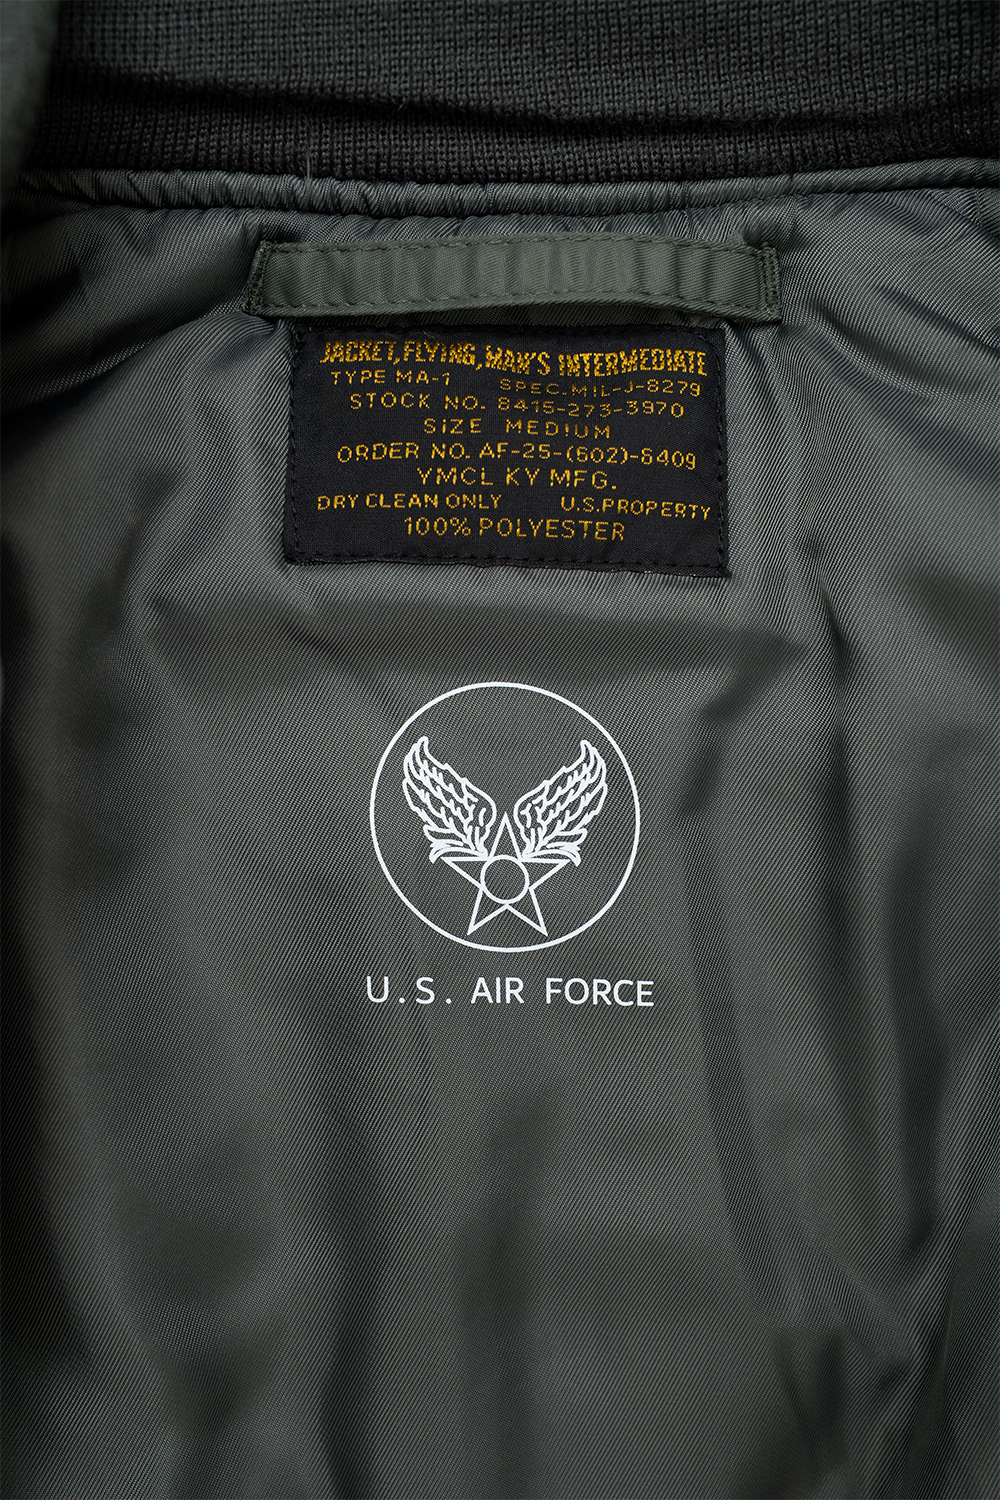 JACKET, FLYING, MAN'S INTERMEDIATE
TYPE MA-1 SPEC.MIL-J-8279
STOCK NO. 8415-273-3970
SIZE MEDIUM
ORDER NO. AF-25-(602)-6409
YMCL KY MFG.
DRY CLEAN ONLY U.S.PROPERTY
100% POLYESTER
U.S. AIR FORCE